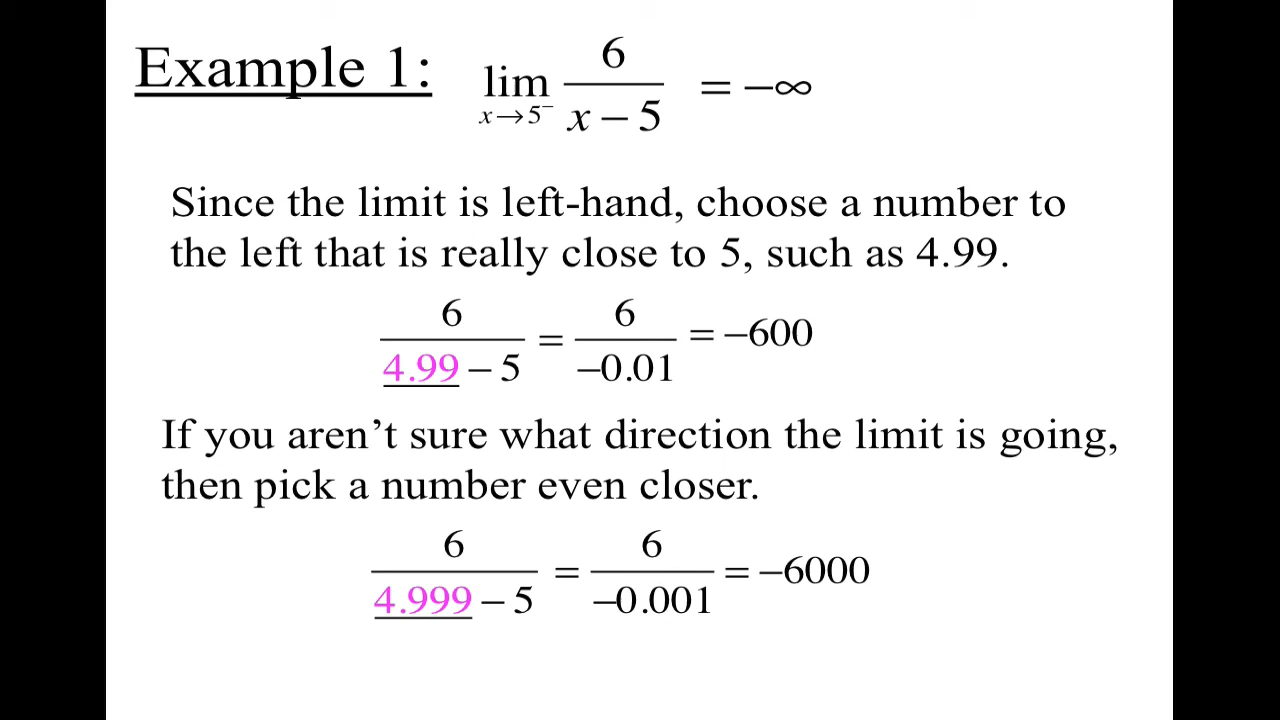 Example 1: lim x→5⁻ 6/(x − 5) = −∞
Since the limit is left-hand, choose a number to
the left that is really close to 5, such as 4.99.
6/(4.99 − 5) = 6/−0.01 = −600
If you aren’t sure what direction the limit is going,
then pick a number even closer.
6/(4.999 − 5) = 6/−0.001 = −6000